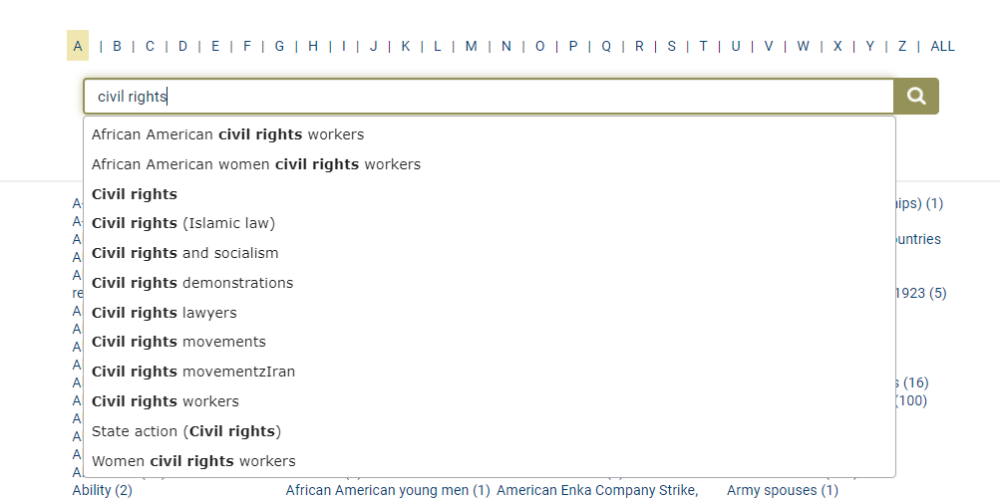 A | B | C | D | E | F | G | H | I | J | K | L | M | N | O | P | Q | R | S | T | U | V | W | X | Y | Z | ALL
civil rights
African American civil rights workers
African American women civil rights workers
Civil rights
Civil rights (Islamic law)
Civil rights and socialism
Civil rights demonstrations
Civil rights lawyers
Civil rights movements
Civil rights movementzIran
Civil rights workers
State action (Civil rights)
Women civil rights workers
(1)
1923 (5)
(16)
(100)
Ability (2) African American young men (1) American Enka Company Strike, Army spouses (1)